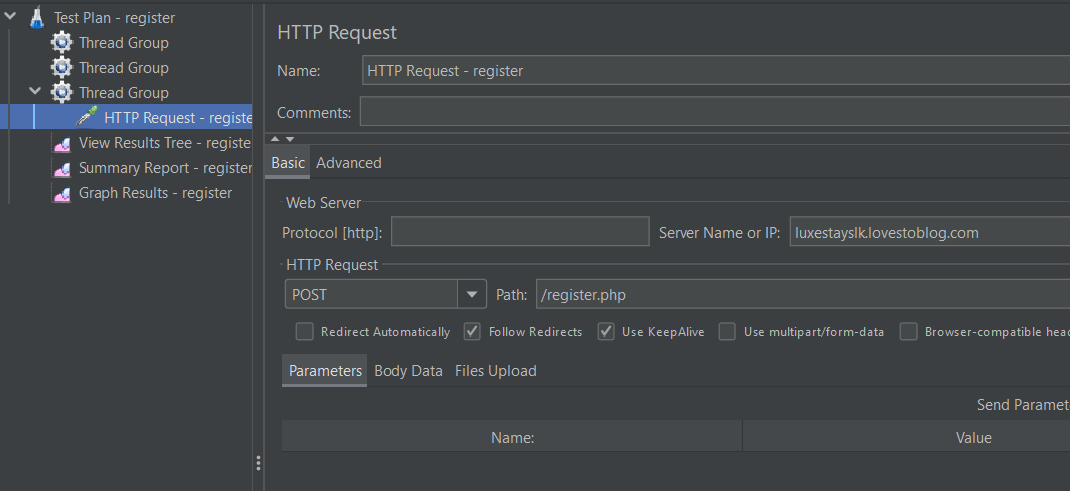 Test Plan - register
Thread Group
Thread Group
Thread Group
HTTP Request - registe
View Results Tree - registe
Summary Report - register
Graph Results - register
HTTP Request
Name: HTTP Request - register
Comments:
Basic Advanced
Web Server
Protocol [http]: Server Name or IP: luxestayslk.lovestoblog.com
HTTP Request
POST Path: /register.php
Redirect Automatically Follow Redirects Use KeepAlive Use multipart/form-data Browser-compatible head
Parameters Body Data Files Upload
Send Paramet
Name: Value